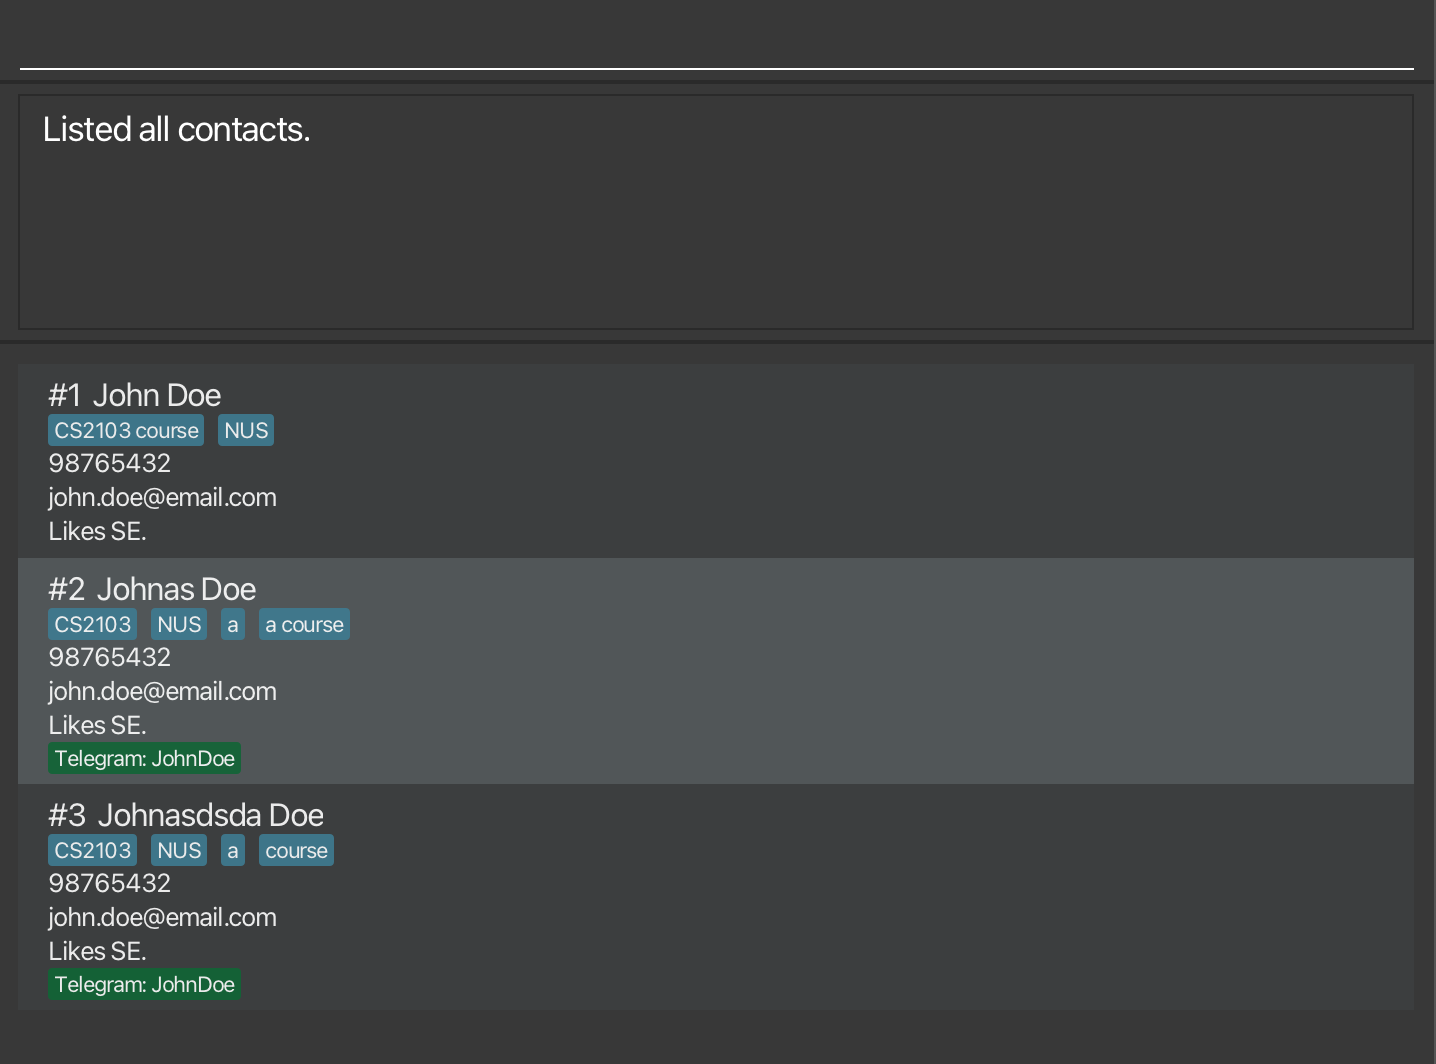 Listed all contacts.
#1 John Doe
CS2103 course NUS
98765432
john.doe@email.com
Likes SE.
#2 Johnas Doe
CS2103 NUS a a course
98765432
john.doe@email.com
Likes SE.
Telegram: JohnDoe
#3 Johnasdsda Doe
CS2103 NUS a course
98765432
john.doe@email.com
Likes SE.
Telegram: JohnDoe